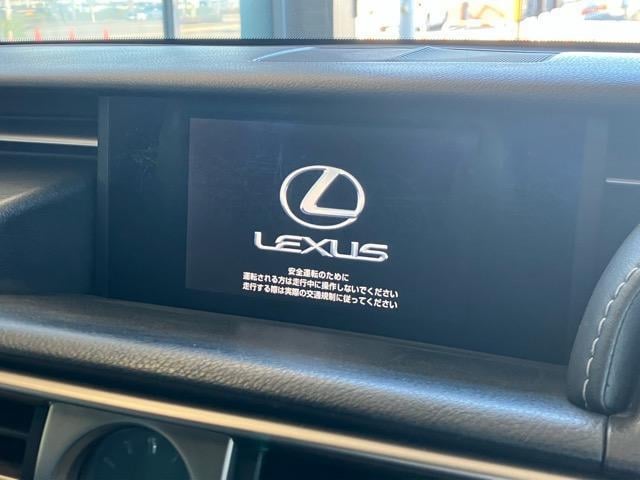 LEXUS
安全運転のために
運転される方は走行中に操作しないでください
走行する際は実際の交通規制に従ってください